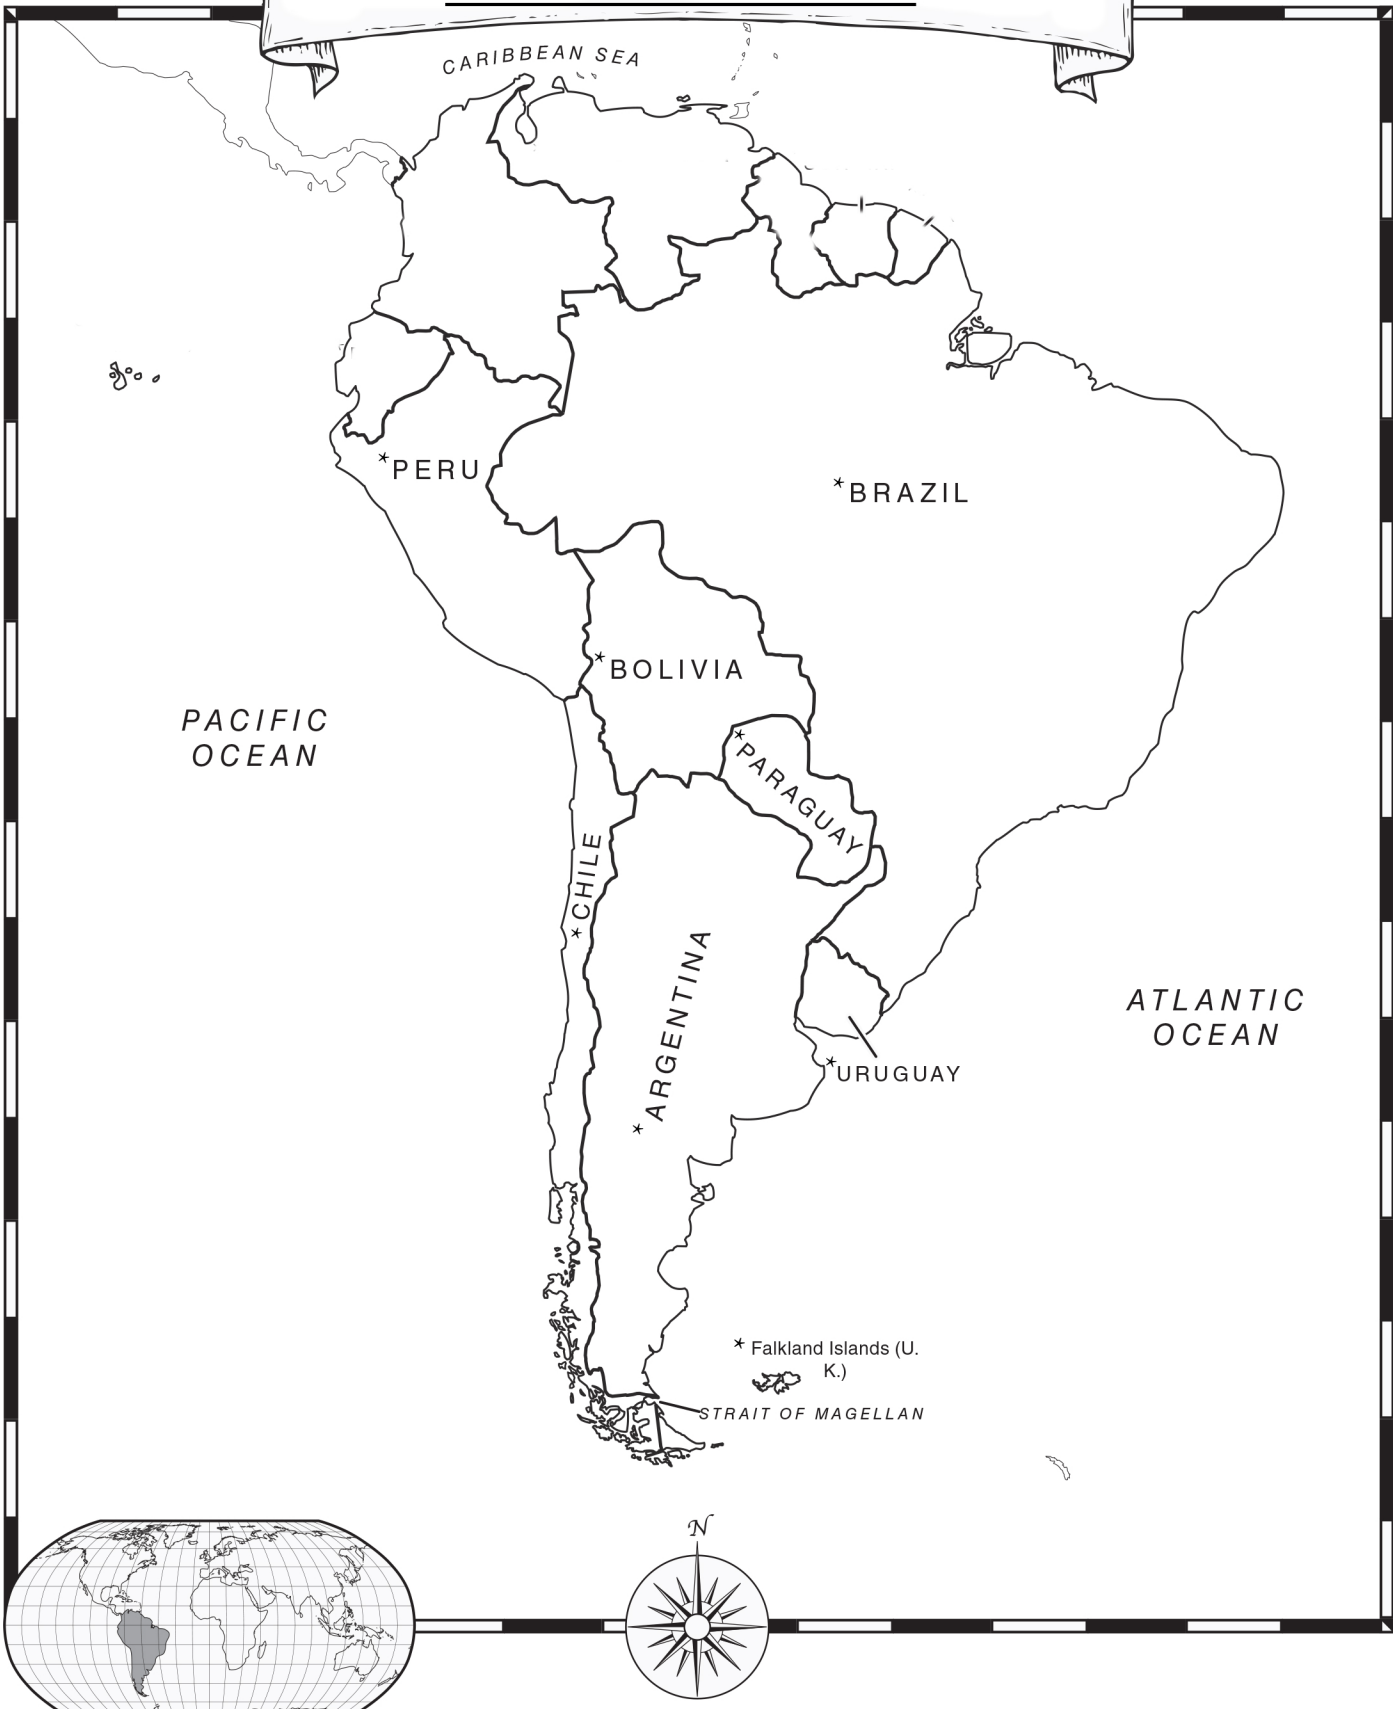 CARIBBEAN SEA
*PERU
*BRAZIL
*BOLIVIA
PACIFIC
OCEAN
*PARAGUAY
*CHILE
*ARGENTINA
ATLANTIC
OCEAN
*URUGUAY
* Falkland Islands (U.
K.)
STRAIT OF MAGELLAN
N